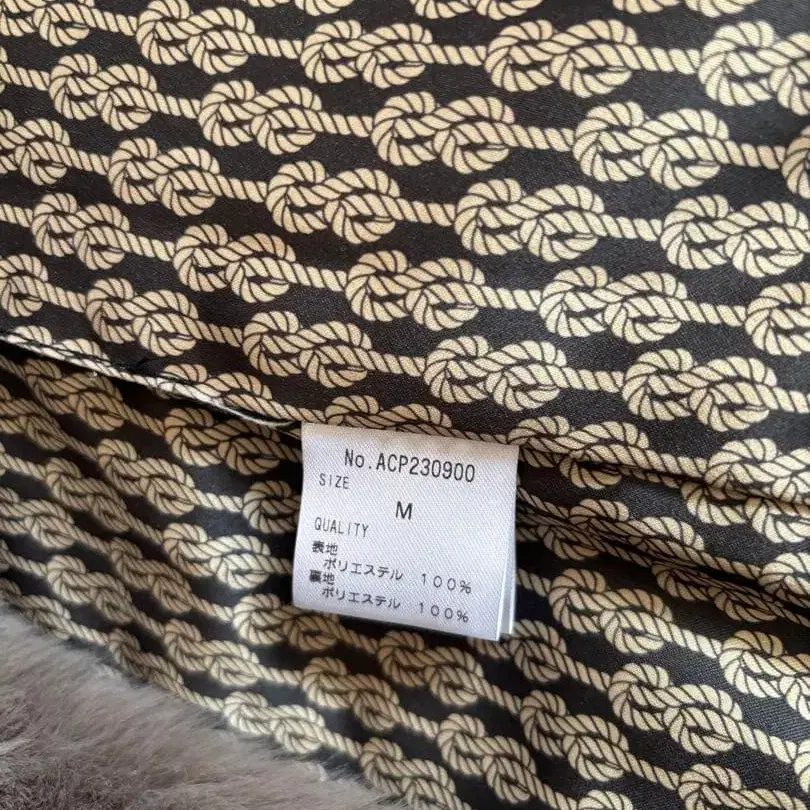 No.ACP230900
SIZE
M
QUALITY
表地
ポリエステル 100%
裏地
ポリエステル 100%